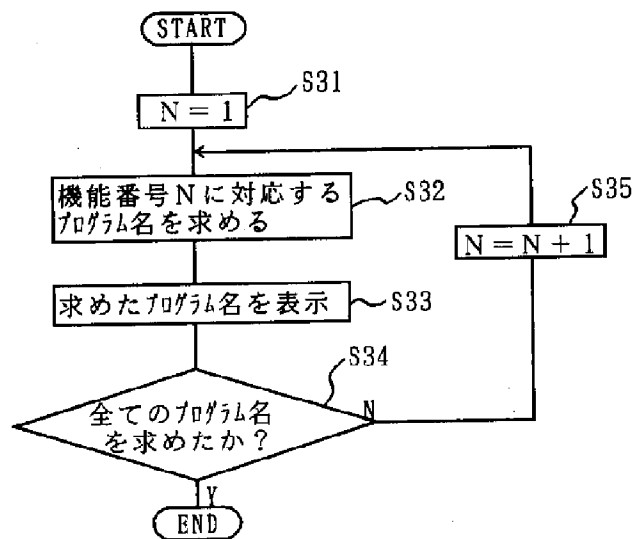 START
S31
N = 1
機能番号Nに対応する
プログラム名を求める
S32
S35
N = N + 1
求めたプログラム名を表示
S33
S34
全てのプログラム名
を求めたか？
N
Y
END